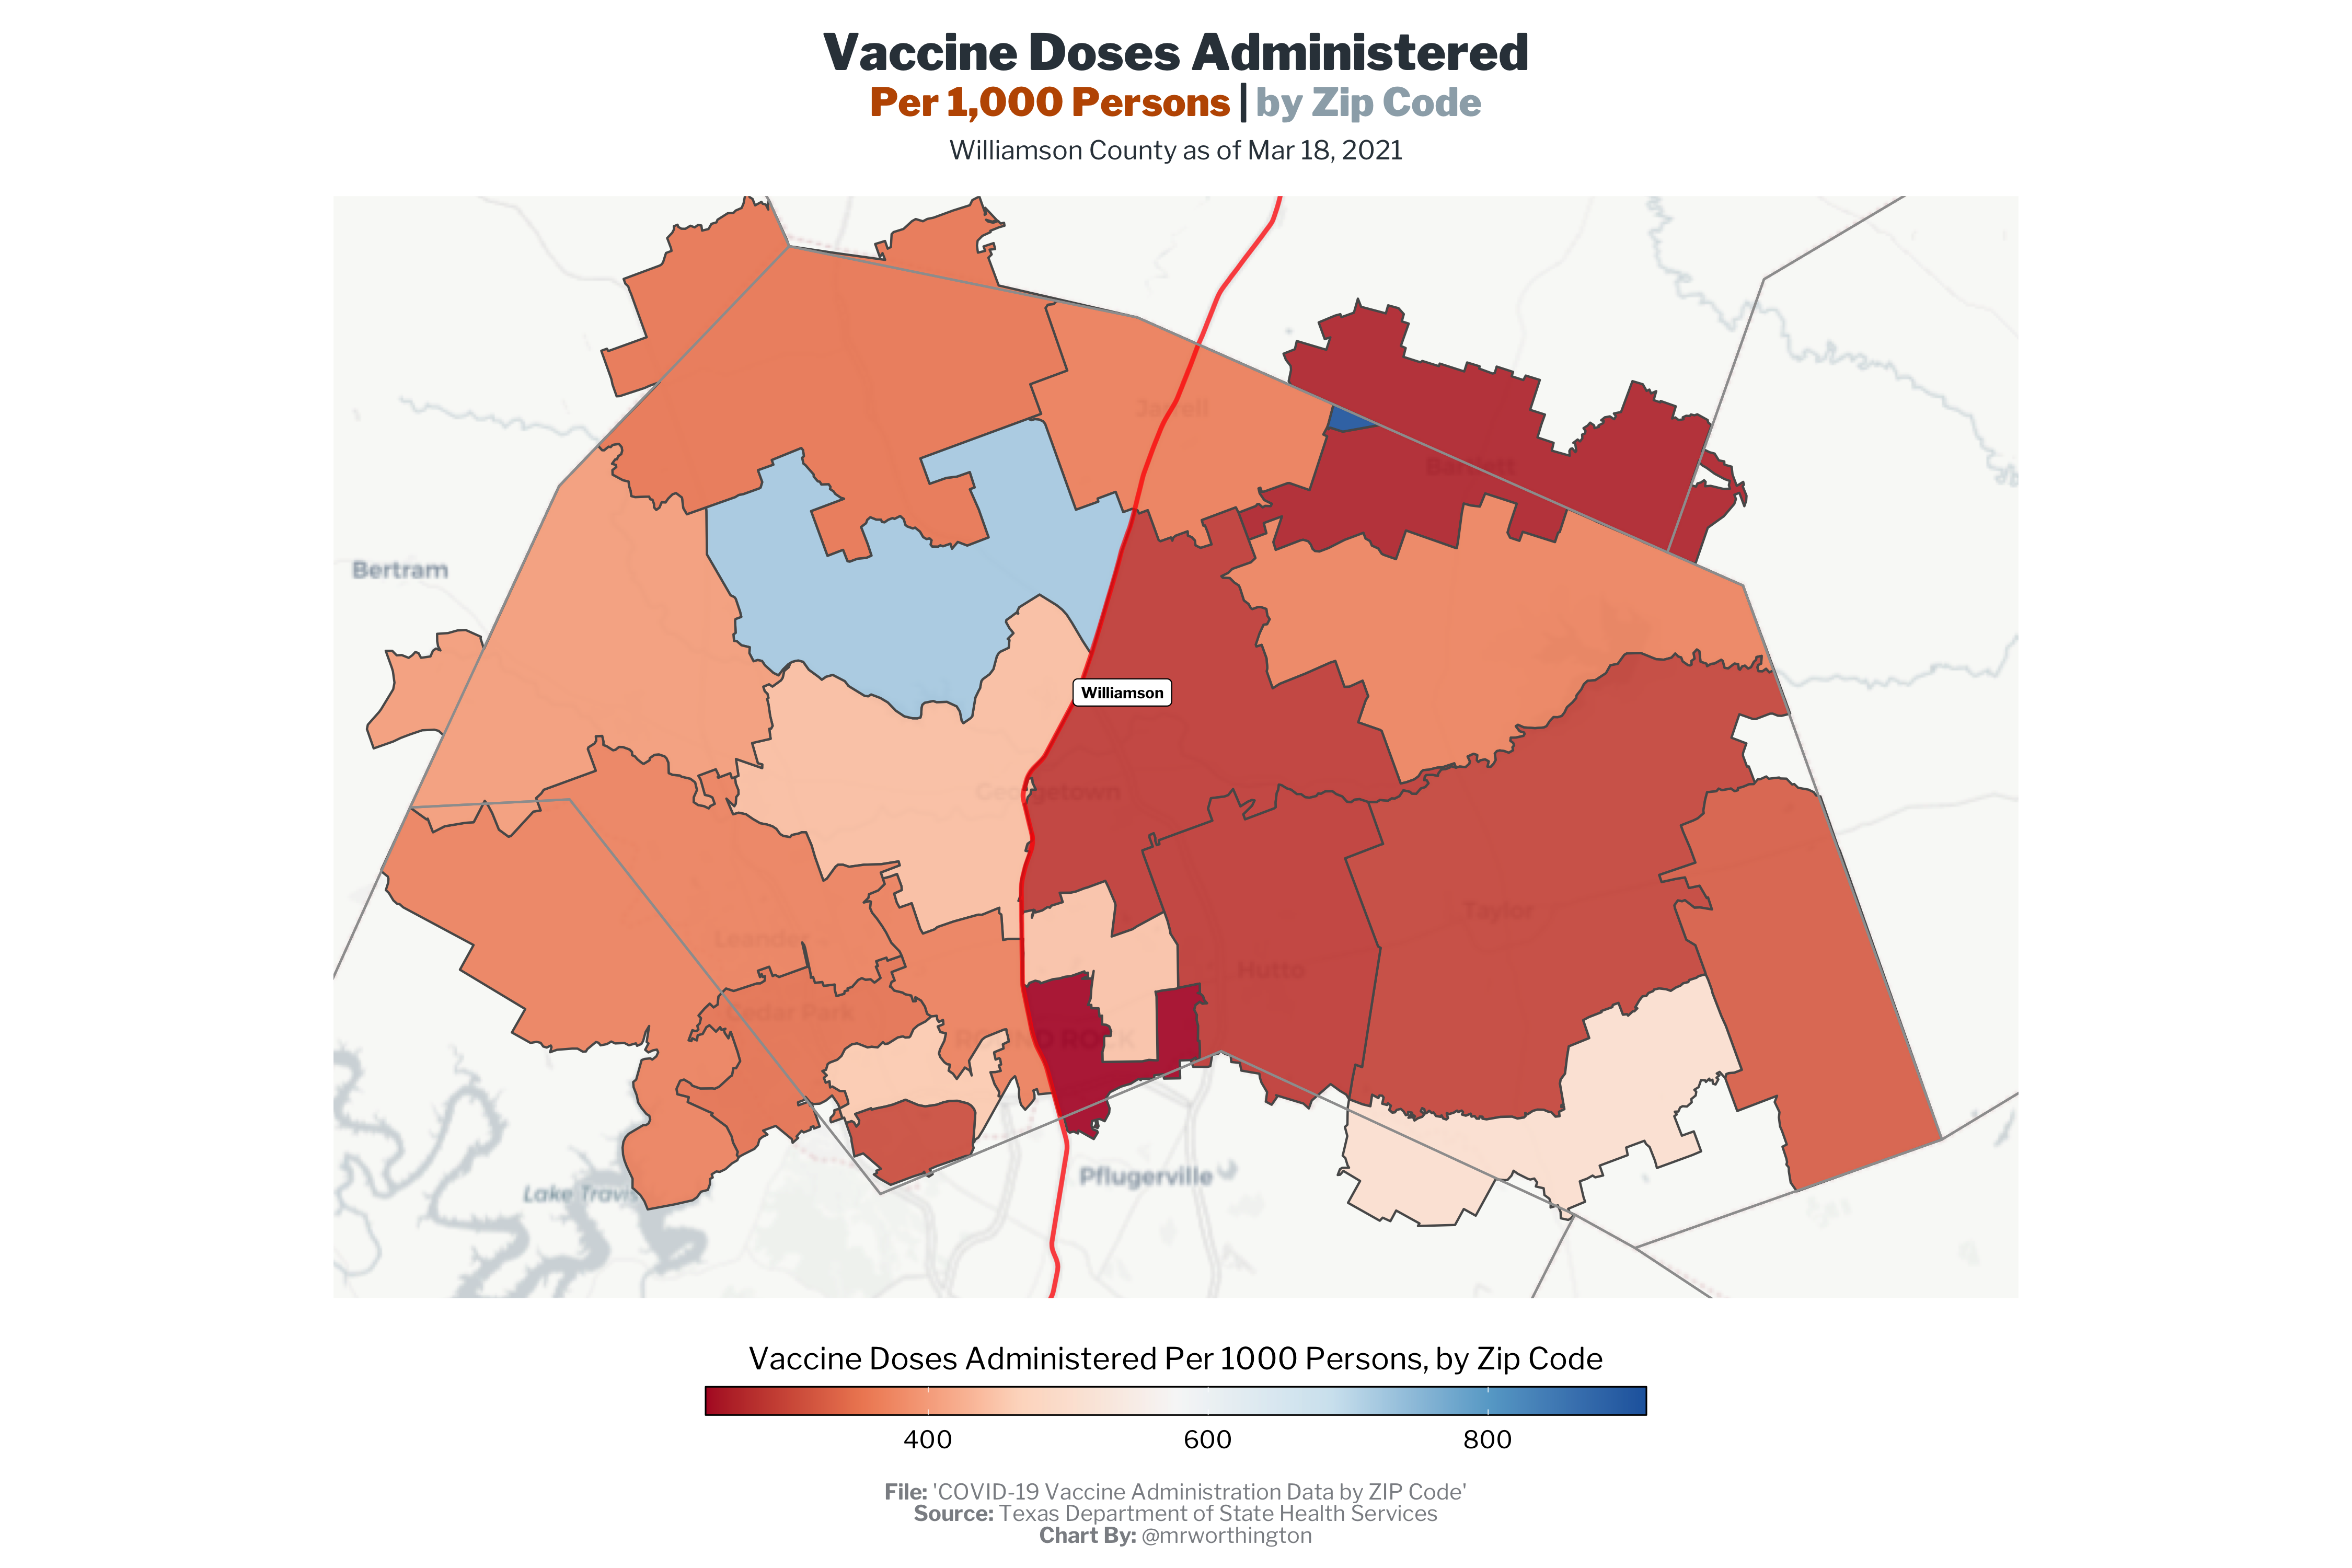 Vaccine Doses Administered
Per 1,000 Persons | by Zip Code
Williamson County as of Mar 18, 2021
Jarrell
Bartlett
Bertram
Williamson
Georgetown
Taylor
Leander
Hutto
Cedar Park
ROUND ROCK
Pflugerville
Lake Travis
Vaccine Doses Administered Per 1000 Persons, by Zip Code
400 600 800
File: 'COVID-19 Vaccine Administration Data by ZIP Code'
Source: Texas Department of State Health Services
Chart By: @mrworthington